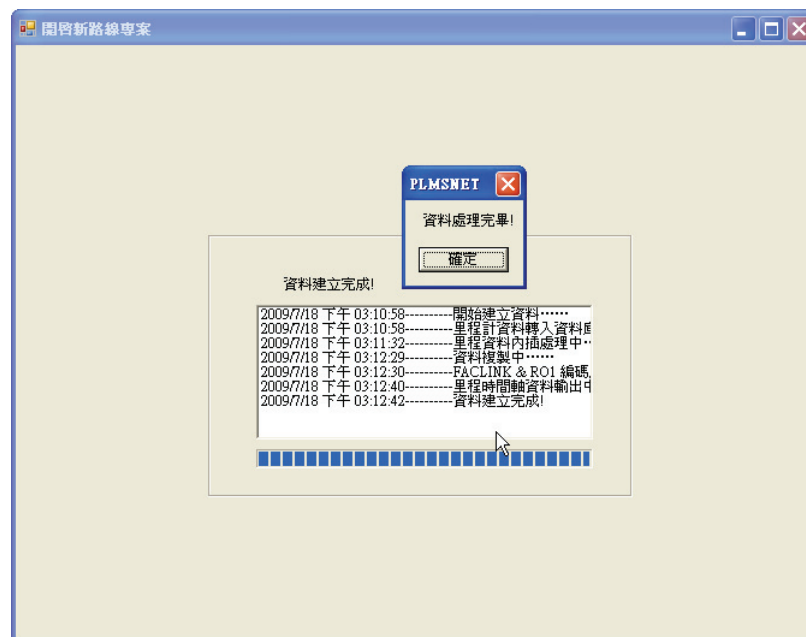 開啓新路線專案
PLMSNET
資料處理完畢!
確定
資料建立完成!
2009/7/18 下午 03:10:58----------開始建立資料……
2009/7/18 下午 03:10:58----------里程計資料轉入資料
2009/7/18 下午 03:11:32----------里程資料內插處理中…
2009/7/18 下午 03:12:29----------資料複製中……
2009/7/18 下午 03:12:30----------FACLINK & RO1 編碼
2009/7/18 下午 03:12:40----------里程時間軸資料輸出中
2009/7/18 下午 03:12:42----------資料建立完成!